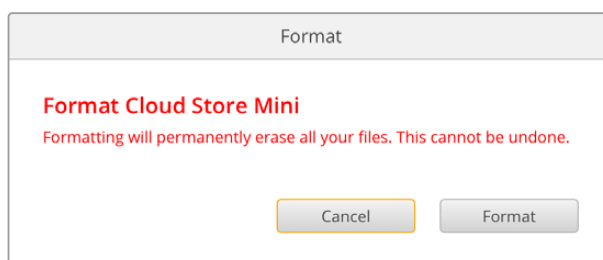 Format
Format Cloud Store Mini
Formatting will permanently erase all your files. This cannot be undone.
Cancel
Format